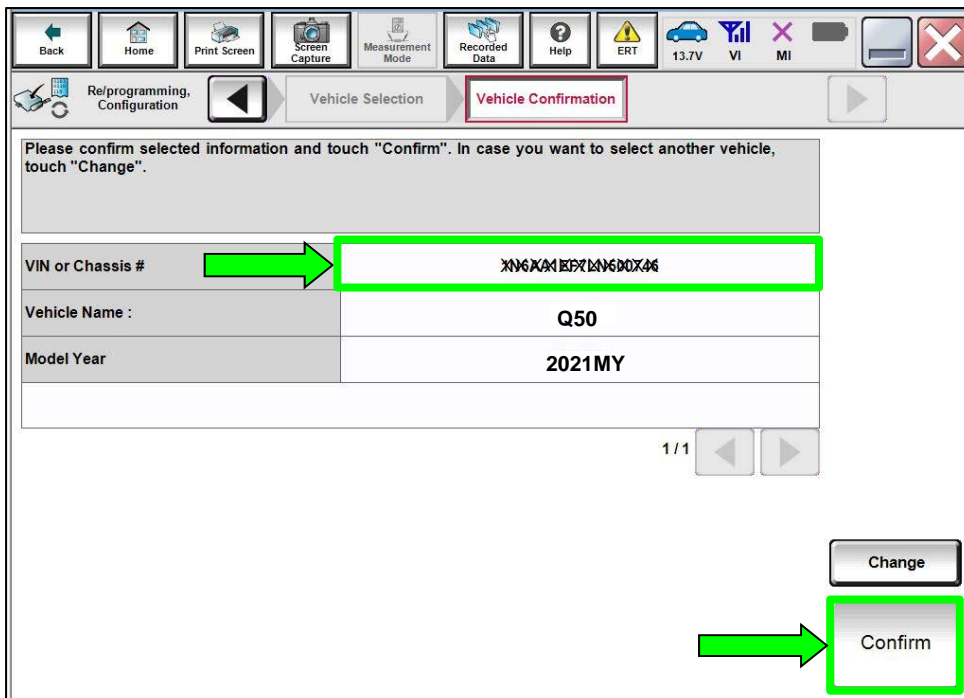 Back
Home
Print Screen
Screen Capture
Measurement Mode
Recorded Data
Help
ERT
13.7V
VI
MI
Re/programming, Configuration
Vehicle Selection
Vehicle Confirmation
Please confirm selected information and touch "Confirm". In case you want to select another vehicle,
touch "Change".
VIN or Chassis #
Vehicle Name :
Q50
Model Year
2021MY
1 / 1
Change
Confirm